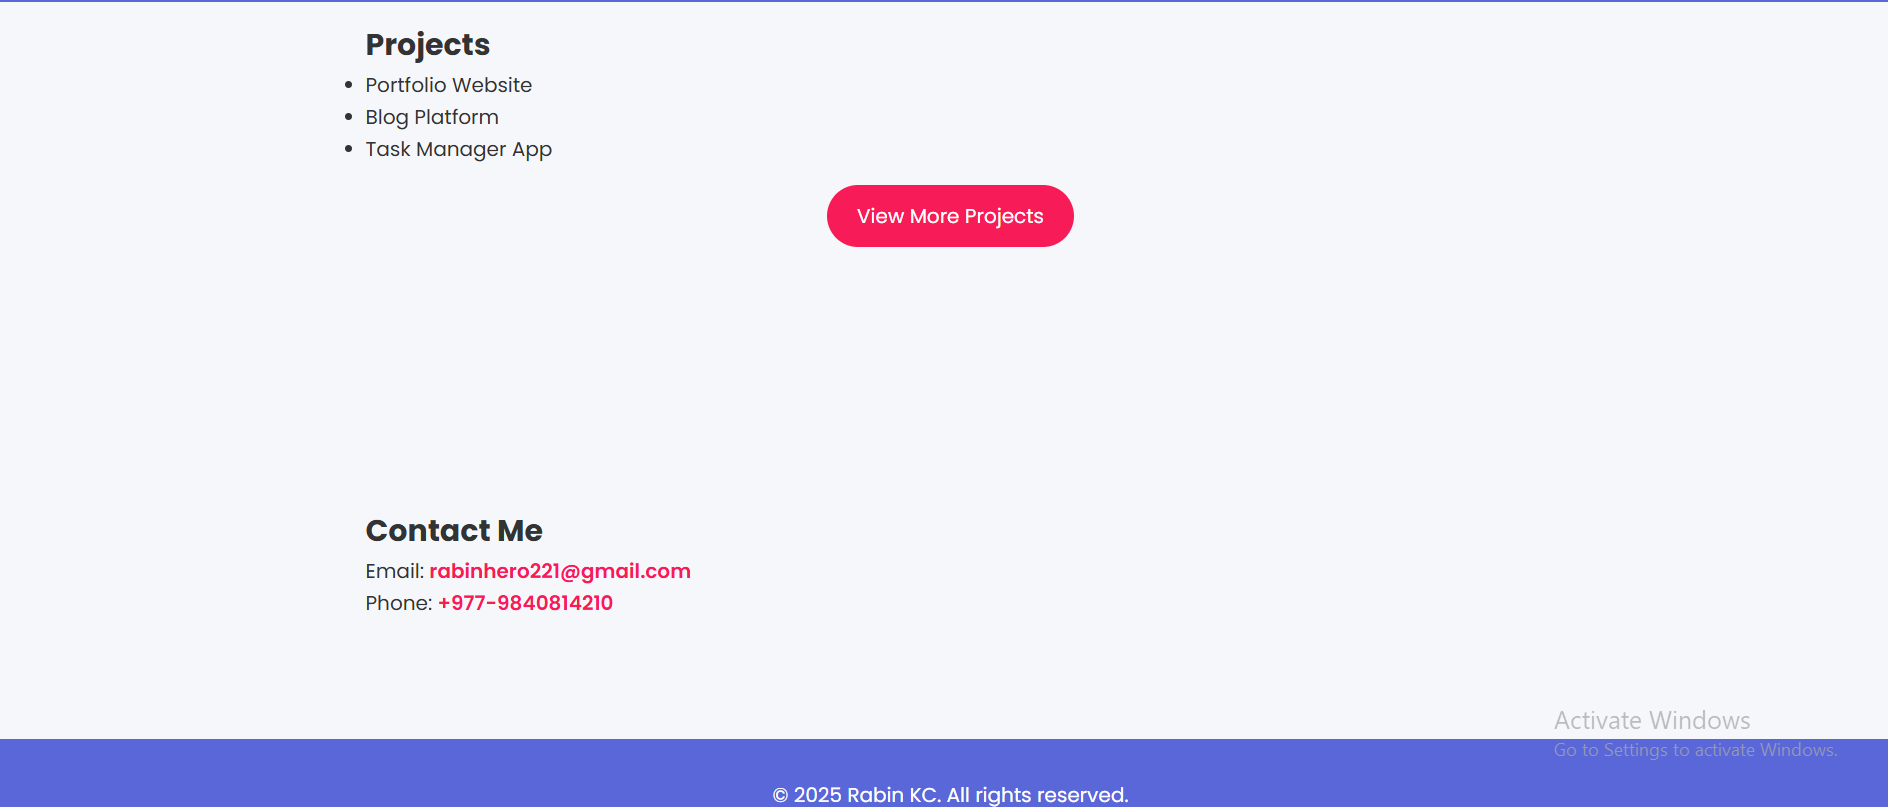 Projects
Portfolio Website
Blog Platform
Task Manager App
View More Projects
Contact Me
Email: rabinhero221@gmail.com
Phone: +977-9840814210
Activate Windows
Go to Settings to activate Windows.
© 2025 Rabin KC. All rights reserved.